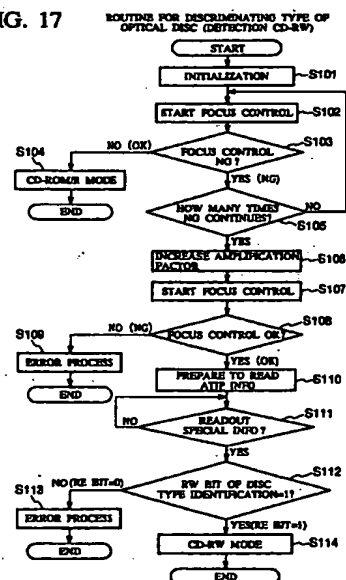 IG. 17
ROUTINE FOR DISCRIMINATING TYPE OF
OPTICAL DISC (DETECTION CD-RW)
START
INITIALIZATION
S101
START FOCUS CONTROL
S102
S103
S104
NO (OK)
FOCUS CONTROL
NG?
CD-ROM/R MODE
YES (NG)
END
HOW MANY TIMES
NG CONTINUES?
NO
S105
YES
INCREASE AMPLIFICATION
FACTOR
S106
START FOCUS CONTROL
S107
S109
NO (NG)
FOCUS CONTROL OK?
S108
ERROR PROCESS
YES (OK)
END
PREPARE TO READ
ATIP INFO
S110
S111
NO
READOUT
SPECIAL INFO?
YES
S112
NO(RE BIT=0)
RW BIT OF DISC
TYPE IDENTIFICATION=1?
S113
ERROR PROCESS
YES(RE BIT=1)
END
CD-RW MODE
S114
END